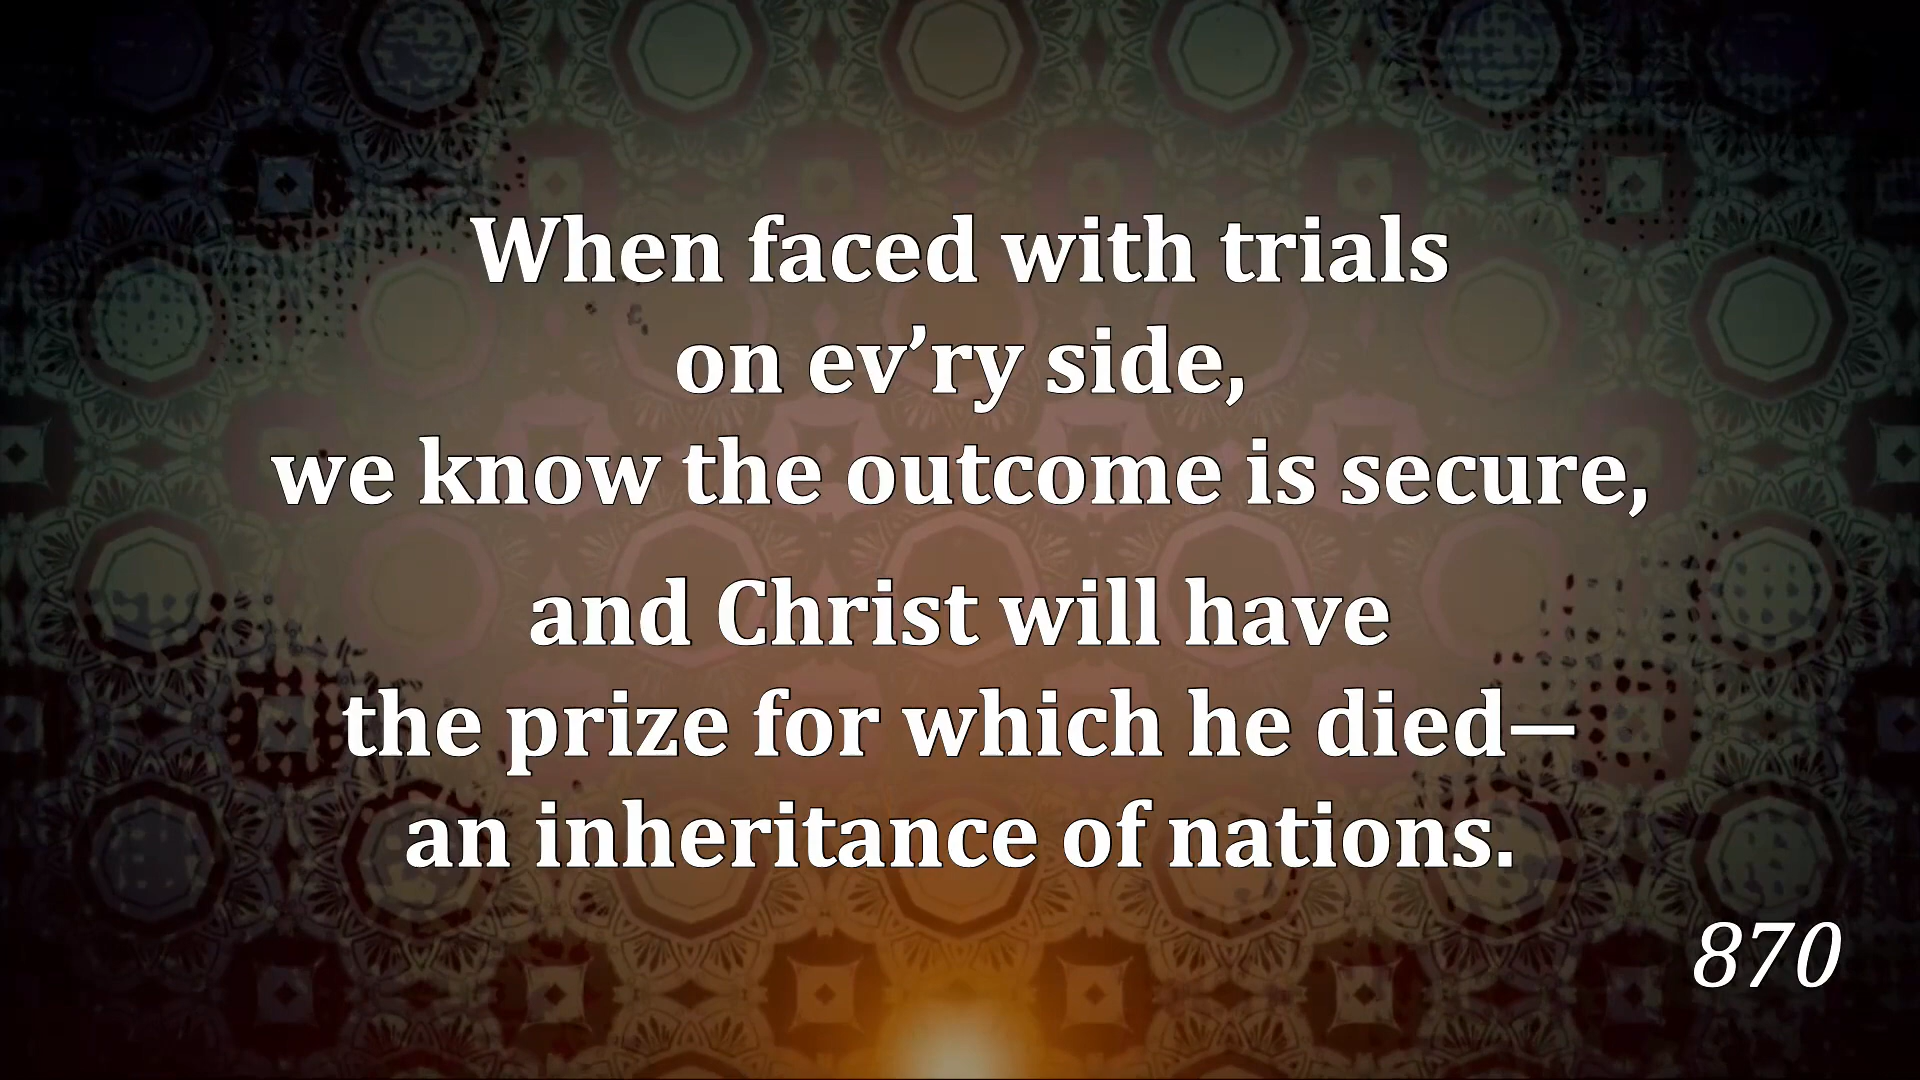 When faced with trials
on ev’ry side,
we know the outcome is secure,
and Christ will have
the prize for which he died—
an inheritance of nations.
870